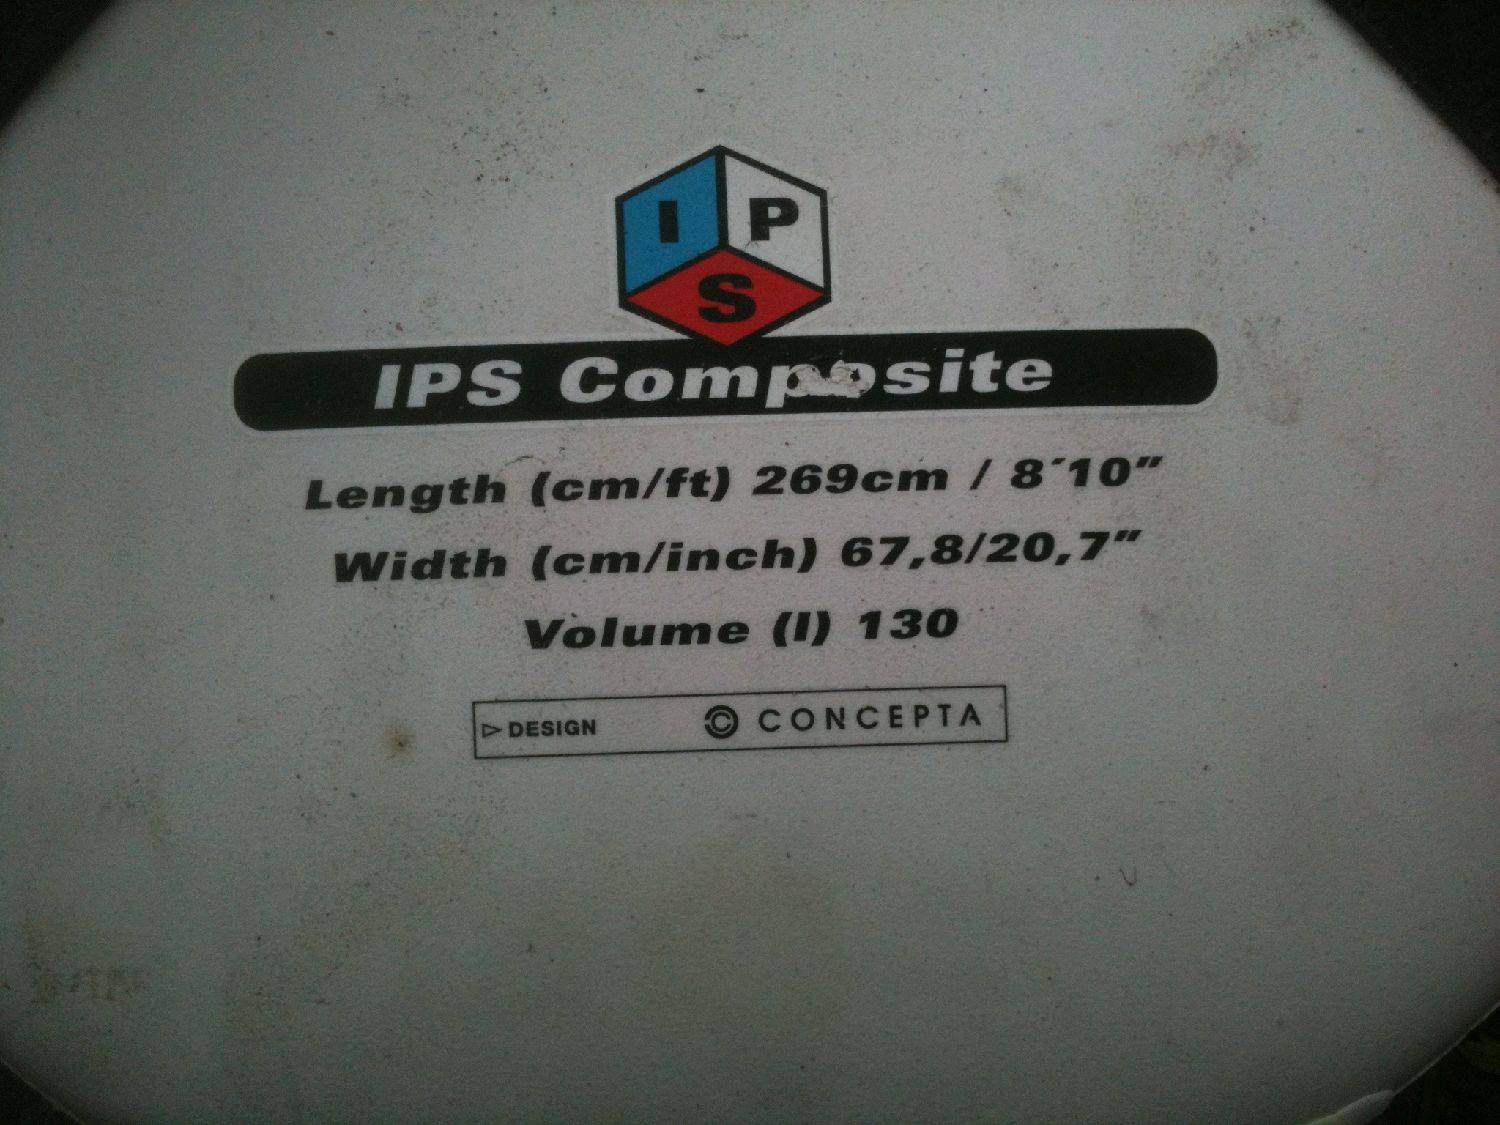 I P
S
IPS Composite
Length (cm/ft) 269cm / 8´10"
Width (cm/inch) 67,8/20,7"
Volume (l) 130
▷ DESIGN © CONCEPTA